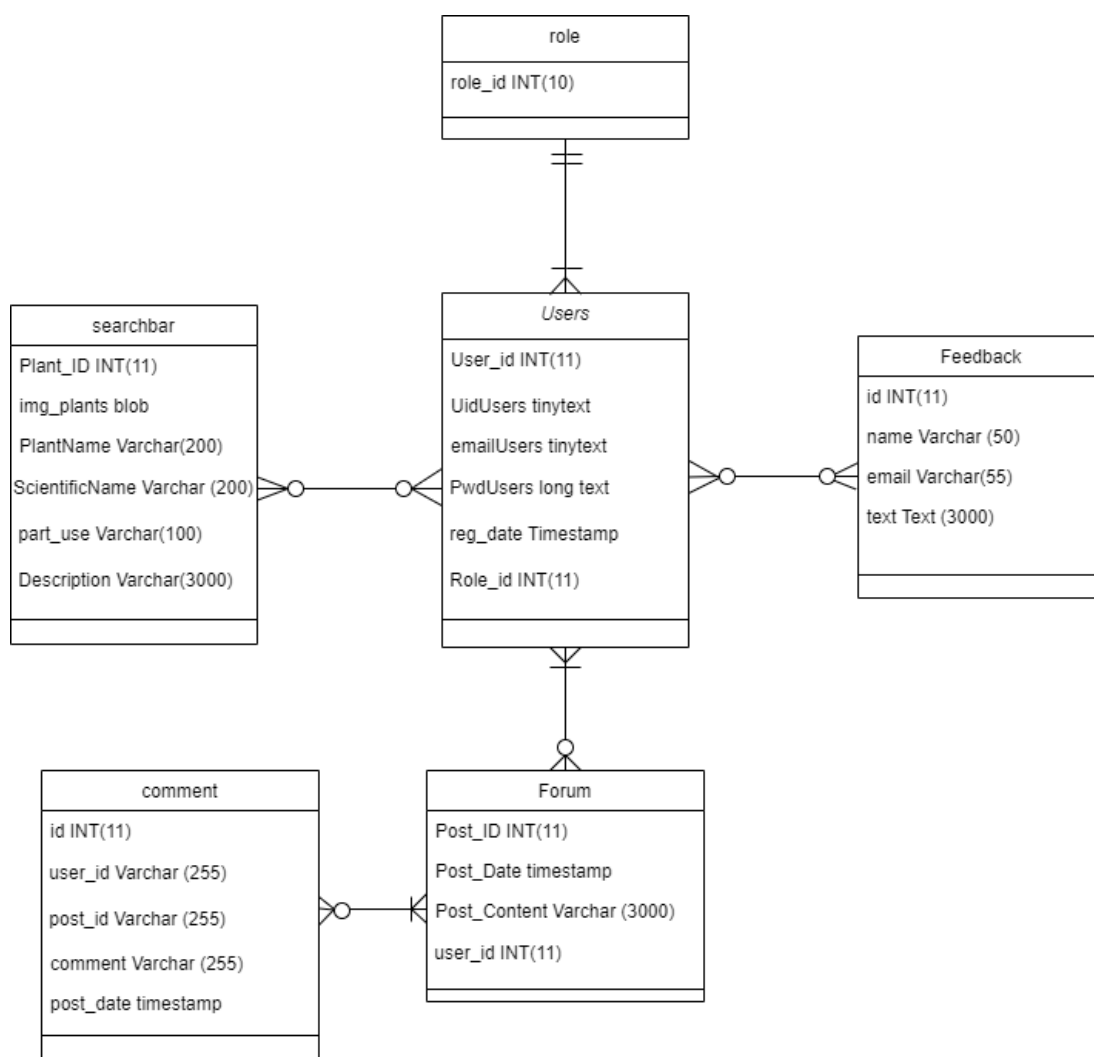 role
role_id INT(10)
Users
User_id INT(11)
UidUsers tinytext
emailUsers tinytext
PwdUsers long text
reg_date Timestamp
Role_id INT(11)
searchbar
Plant_ID INT(11)
img_plants blob
PlantName Varchar(200)
ScientificName Varchar (200)
part_use Varchar(100)
Description Varchar(3000)
Feedback
id INT(11)
name Varchar (50)
email Varchar(55)
text Text (3000)
comment
id INT(11)
user_id Varchar (255)
post_id Varchar (255)
comment Varchar (255)
post_date timestamp
Forum
Post_ID INT(11)
Post_Date timestamp
Post_Content Varchar (3000)
user_id INT(11)